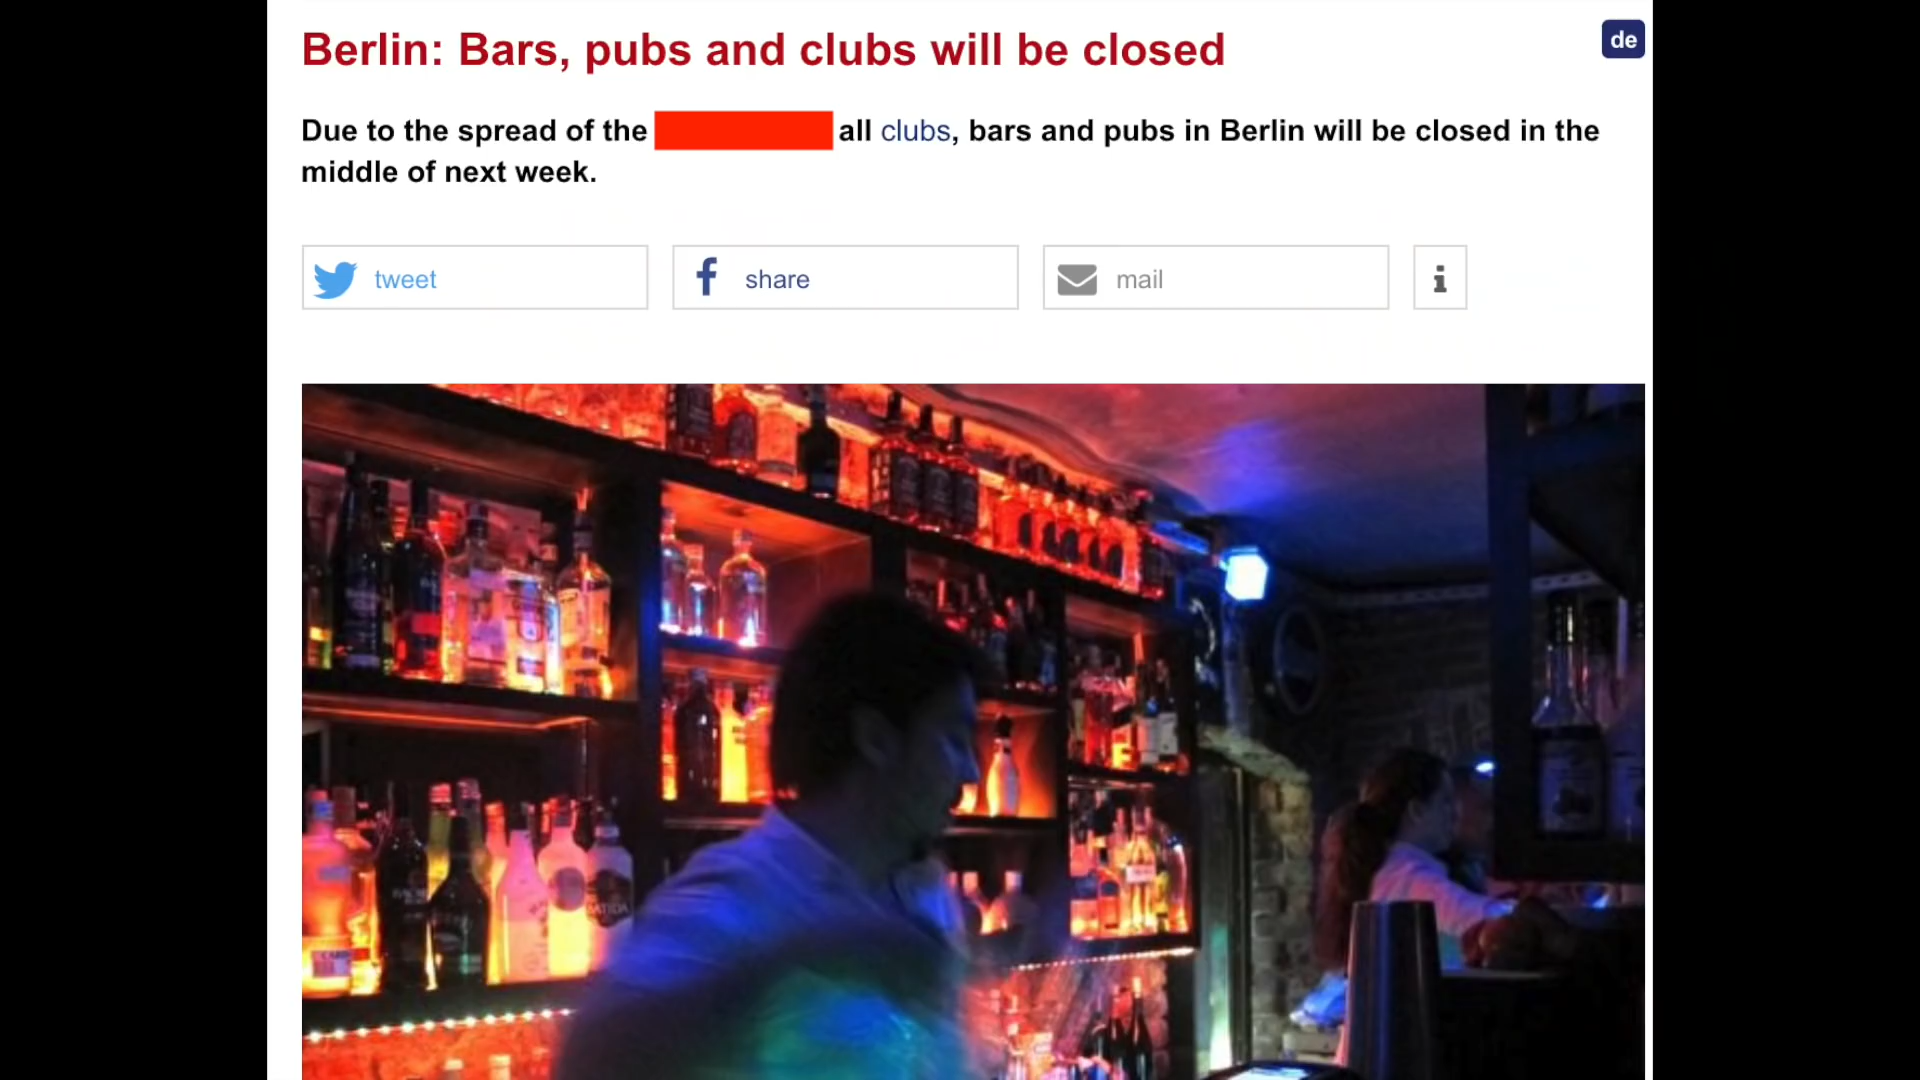 Berlin: Bars, pubs and clubs will be closed
de
Due to the spread of the all clubs, bars and pubs in Berlin will be closed in the
middle of next week.
tweet
share
mail
i